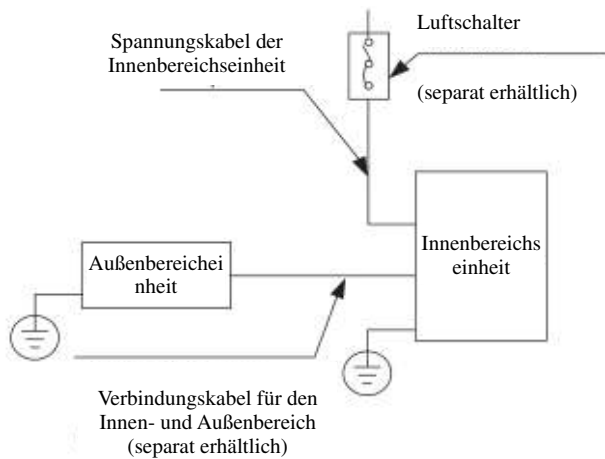 Luftschalter
Spannungskabel der
Innenbereichseinheit
(separat erhältlich)
Innenbereichs
einheit
Außenbereichei
nheit
Verbindungskabel für den
Innen- und Außenbereich
(separat erhältlich)